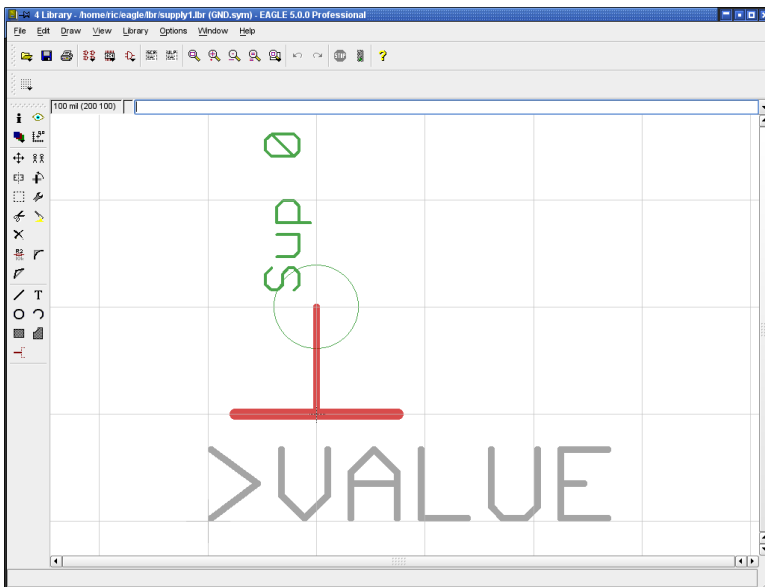 4 Library - /home/ric/eagle/lbr/supply1.lbr (GND.sym) - EAGLE 5.0.0 Professional
File Edit Draw View Library Options Window Help
100 mil (200 100)
Sup 0
>VALUE